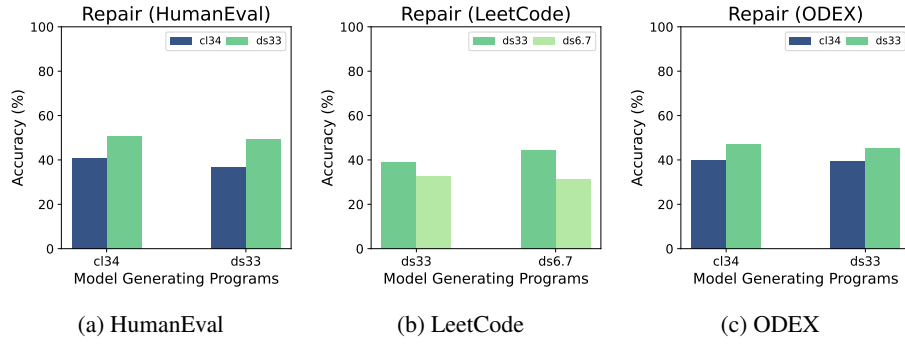 Repair (HumanEval)
cl34 ds33
Accuracy (%)
100
80
60
40
20
0
cl34 ds33
Model Generating Programs
(a) HumanEval
Repair (LeetCode)
ds33 ds6.7
Accuracy (%)
100
80
60
40
20
0
ds33 ds6.7
Model Generating Programs
(b) LeetCode
Repair (ODEX)
cl34 ds33
Accuracy (%)
100
80
60
40
20
0
cl34 ds33
Model Generating Programs
(c) ODEX